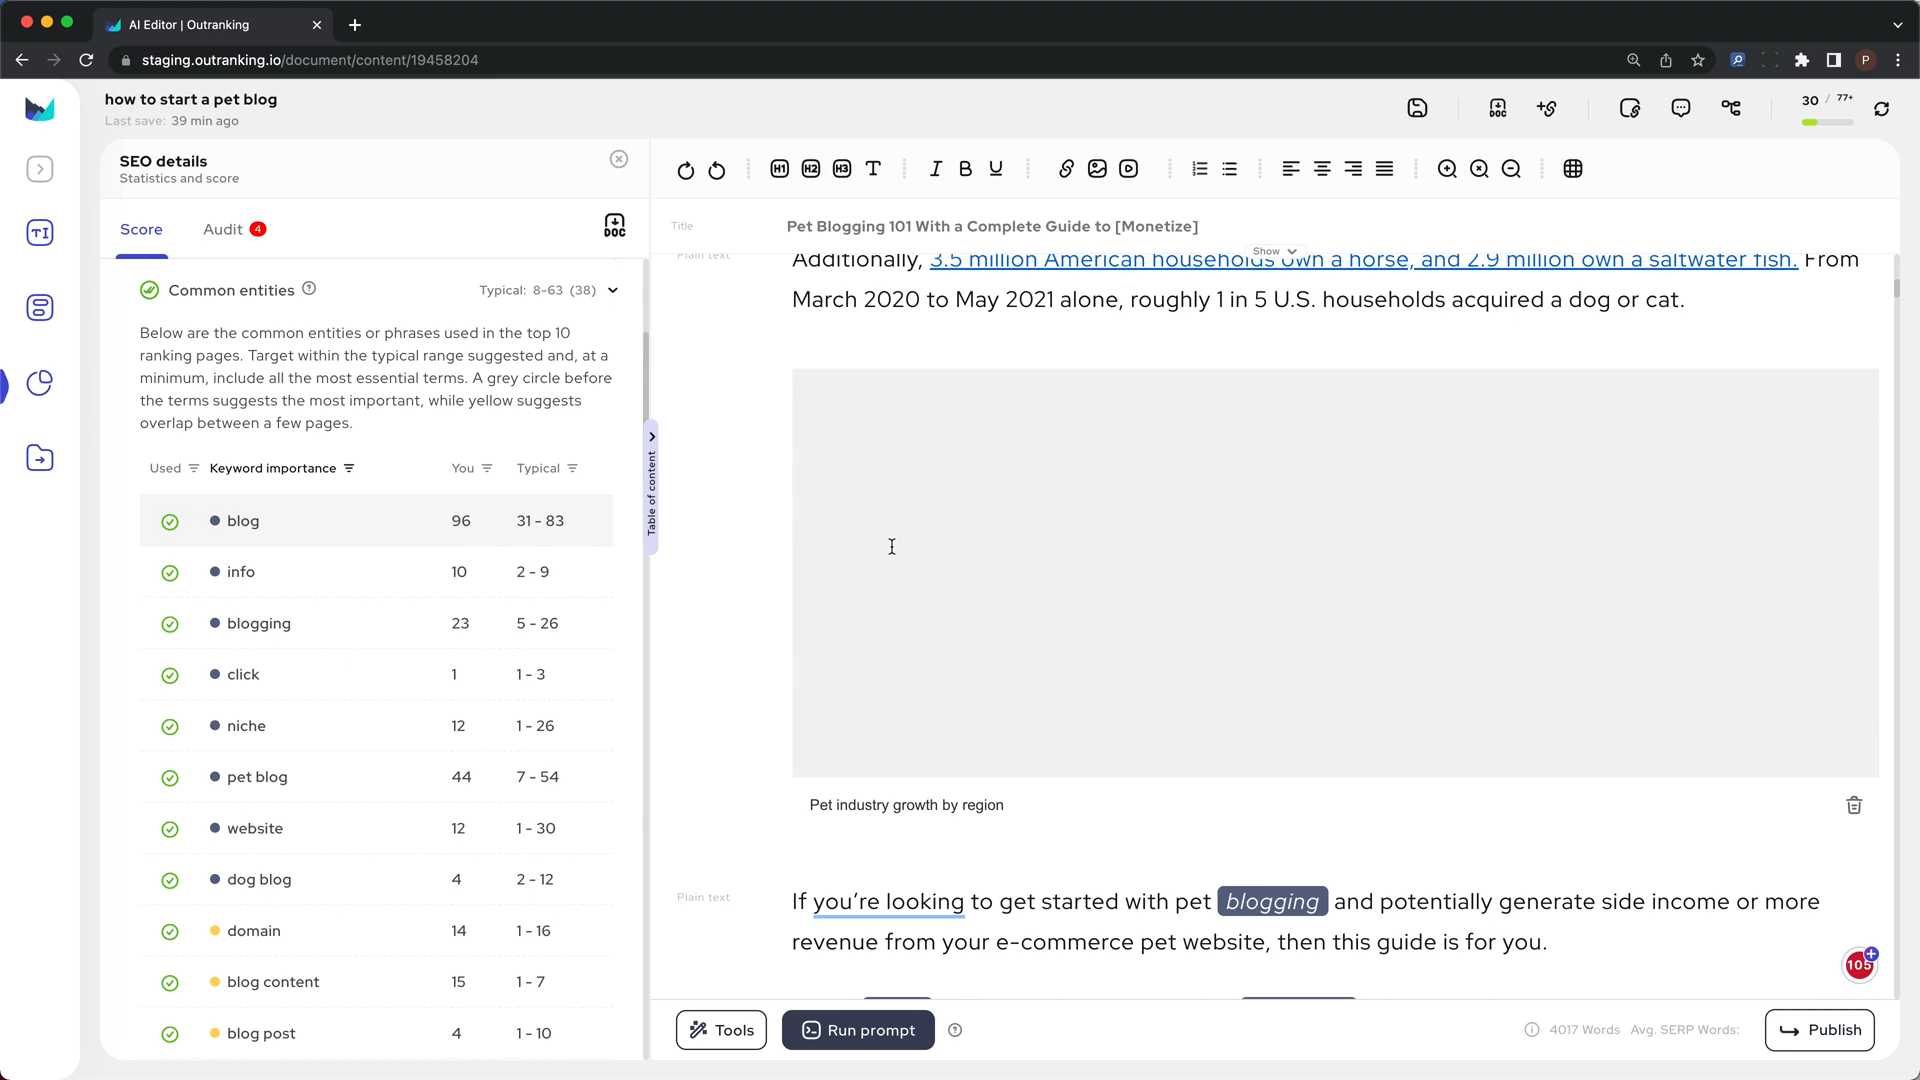 AI Editor | Outranking
staging.outranking.io/document/content/19458204
P
how to start a pet blog
Last save: 39 min ago
DOC
30 / 77+
SEO details
Statistics and score
H1 H2 H3 T I B U
Score
Audit 4
DOC
Title
Pet Blogging 101 With a Complete Guide to [Monetize]
Show
Plain text
Additionally, 3.5 million American households own a horse, and 2.9 million own a saltwater fish. From
March 2020 to May 2021 alone, roughly 1 in 5 U.S. households acquired a dog or cat.
Common entities
Typical: 8-63 (38)
Below are the common entities or phrases used in the top 10
ranking pages. Target within the typical range suggested and, at a
minimum, include all the most essential terms. A grey circle before
the terms suggests the most important, while yellow suggests
overlap between a few pages.
Used Keyword importance You Typical
blog 96 31 - 83
info 10 2 - 9
blogging 23 5 - 26
click 1 1 - 3
niche 12 1 - 26
pet blog 44 7 - 54
website 12 1 - 30
dog blog 4 2 - 12
domain 14 1 - 16
blog content 15 1 - 7
blog post 4 1 - 10
Table of content
Pet industry growth by region
Plain text
If you're looking to get started with pet blogging and potentially generate side income or more
revenue from your e-commerce pet website, then this guide is for you.
105
Tools
Run prompt
4017 Words Avg. SERP Words:
Publish